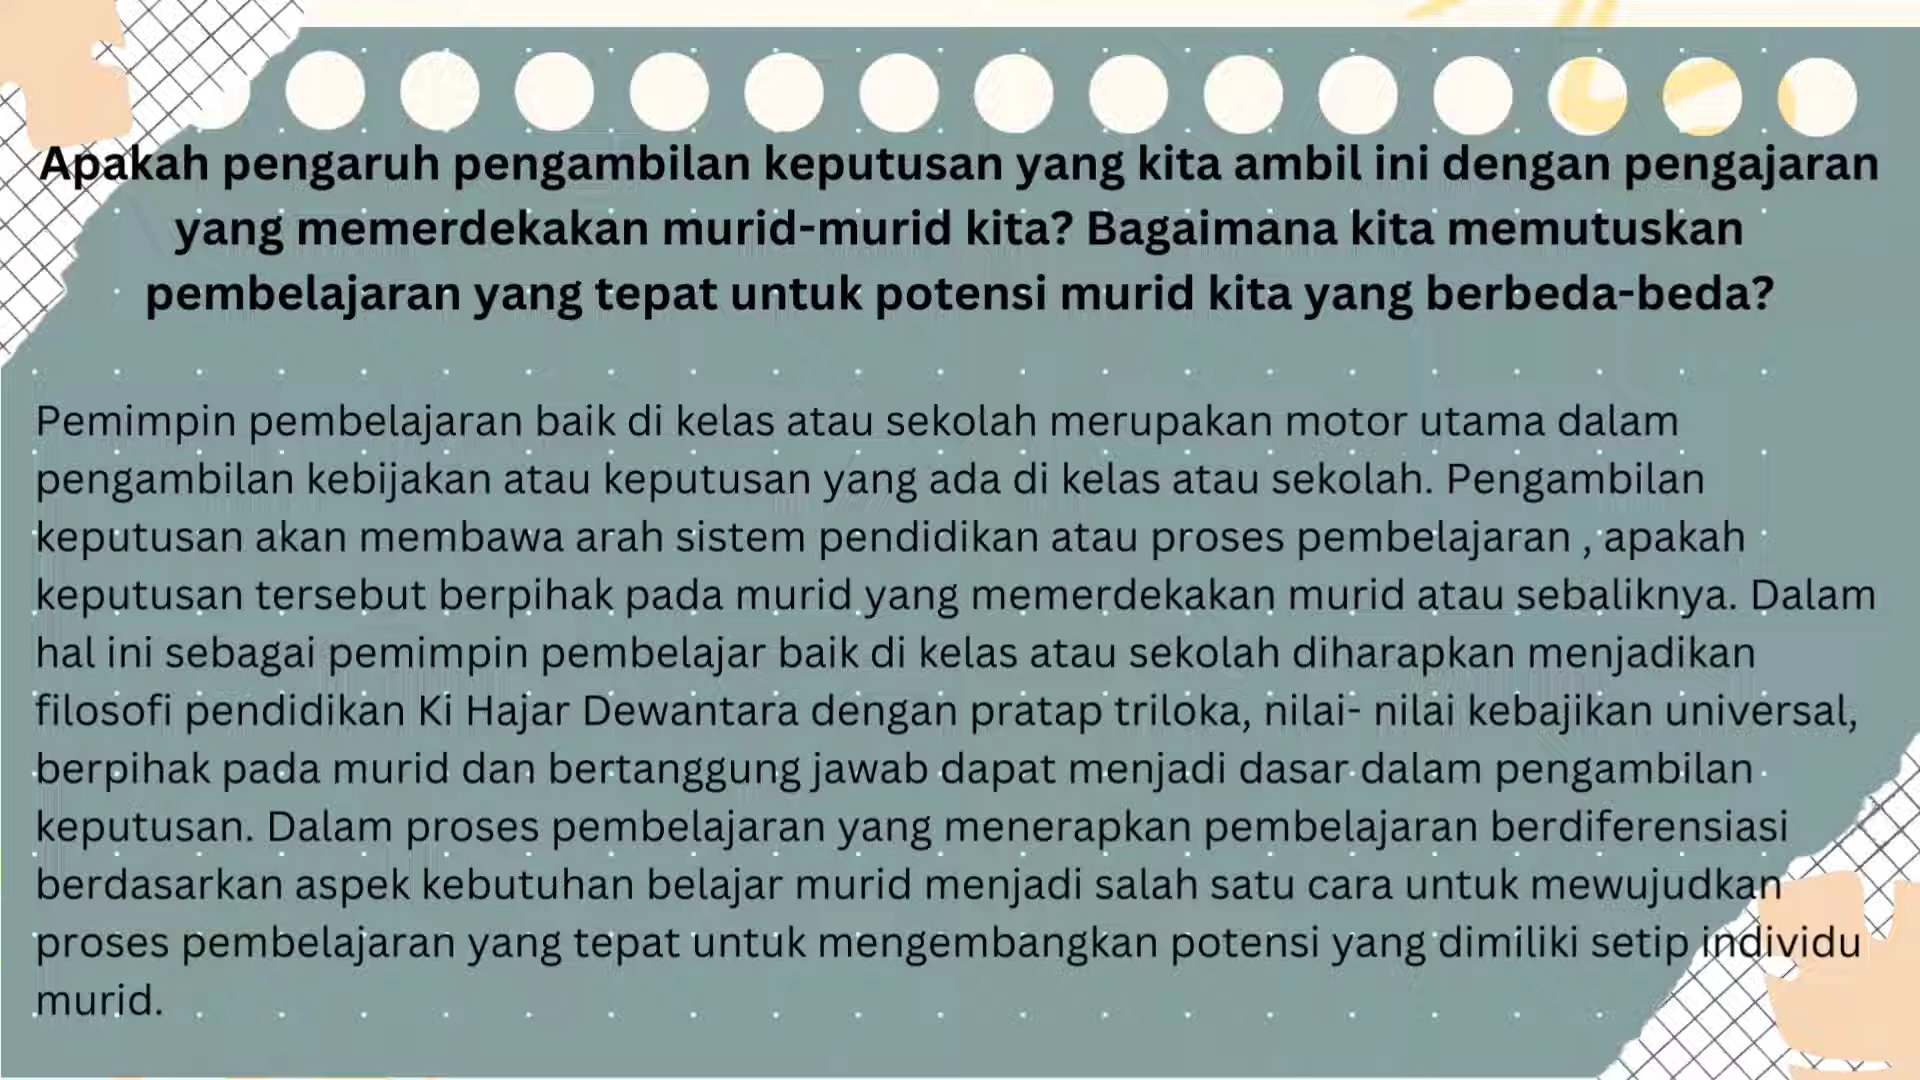 Apakah pengaruh pengambilan keputusan yang kita ambil ini dengan pengajaran
yang memerdekakan murid-murid kita? Bagaimana kita memutuskan
pembelajaran yang tepat untuk potensi murid kita yang berbeda-beda?
Pemimpin pembelajaran baik di kelas atau sekolah merupakan motor utama dalam
pengambilan kebijakan atau keputusan yang ada di kelas atau sekolah. Pengambilan
keputusan akan membawa arah sistem pendidikan atau proses pembelajaran , apakah
keputusan tersebut berpihak pada murid yang memerdekakan murid atau sebaliknya. Dalam
hal ini sebagai pemimpin pembelajar baik di kelas atau sekolah diharapkan menjadikan
filosofi pendidikan Ki Hajar Dewantara dengan pratap triloka, nilai- nilai kebajikan universal,
berpihak pada murid dan bertanggung jawab dapat menjadi dasar dalam pengambilan
keputusan. Dalam proses pembelajaran yang menerapkan pembelajaran berdiferensiasi
berdasarkan aspek kebutuhan belajar murid menjadi salah satu cara untuk mewujudkan
proses pembelajaran yang tepat untuk mengembangkan potensi yang dimiliki setip individu
murid.